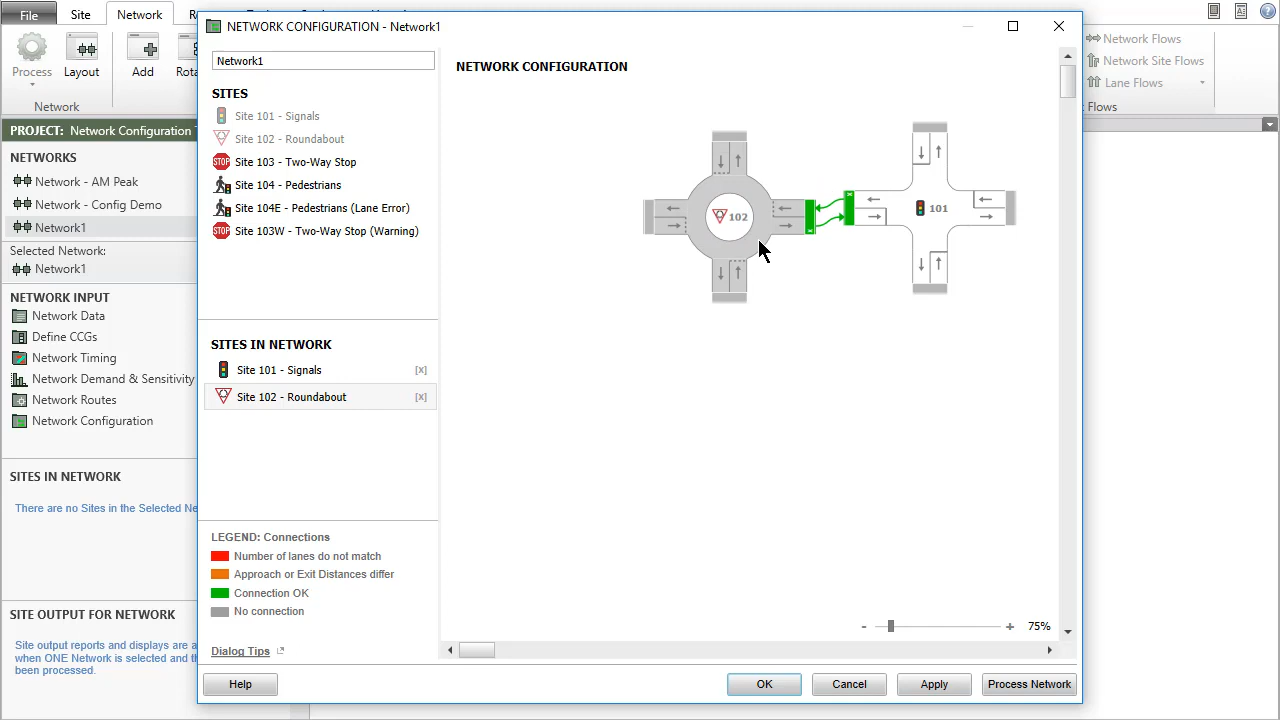 File
Site
Network
NETWORK CONFIGURATION - Network1
Process
Layout
Add
Network
Network Flows
Network Site Flows
Lane Flows
Flows
PROJECT: Network Configuration
NETWORKS
Network - AM Peak
Network - Config Demo
Network1
Selected Network:
Network1
NETWORK INPUT
Network Data
Define CCGs
Network Timing
Network Demand & Sensitivity
Network Routes
Network Configuration
SITES IN NETWORK
There are no Sites in the Selected Ne
SITE OUTPUT FOR NETWORK
Site output reports and displays are a
when ONE Network is selected and th
been processed.
Network1
SITES
Site 101 - Signals
Site 102 - Roundabout
STOP Site 103 - Two-Way Stop
Site 104 - Pedestrians
Site 104E - Pedestrians (Lane Error)
STOP Site 103W - Two-Way Stop (Warning)
SITES IN NETWORK
Site 101 - Signals [X]
Site 102 - Roundabout [X]
LEGEND: Connections
Number of lanes do not match
Approach or Exit Distances differ
Connection OK
No connection
Dialog Tips
NETWORK CONFIGURATION
102
101
- + 75%
Help
OK
Cancel
Apply
Process Network